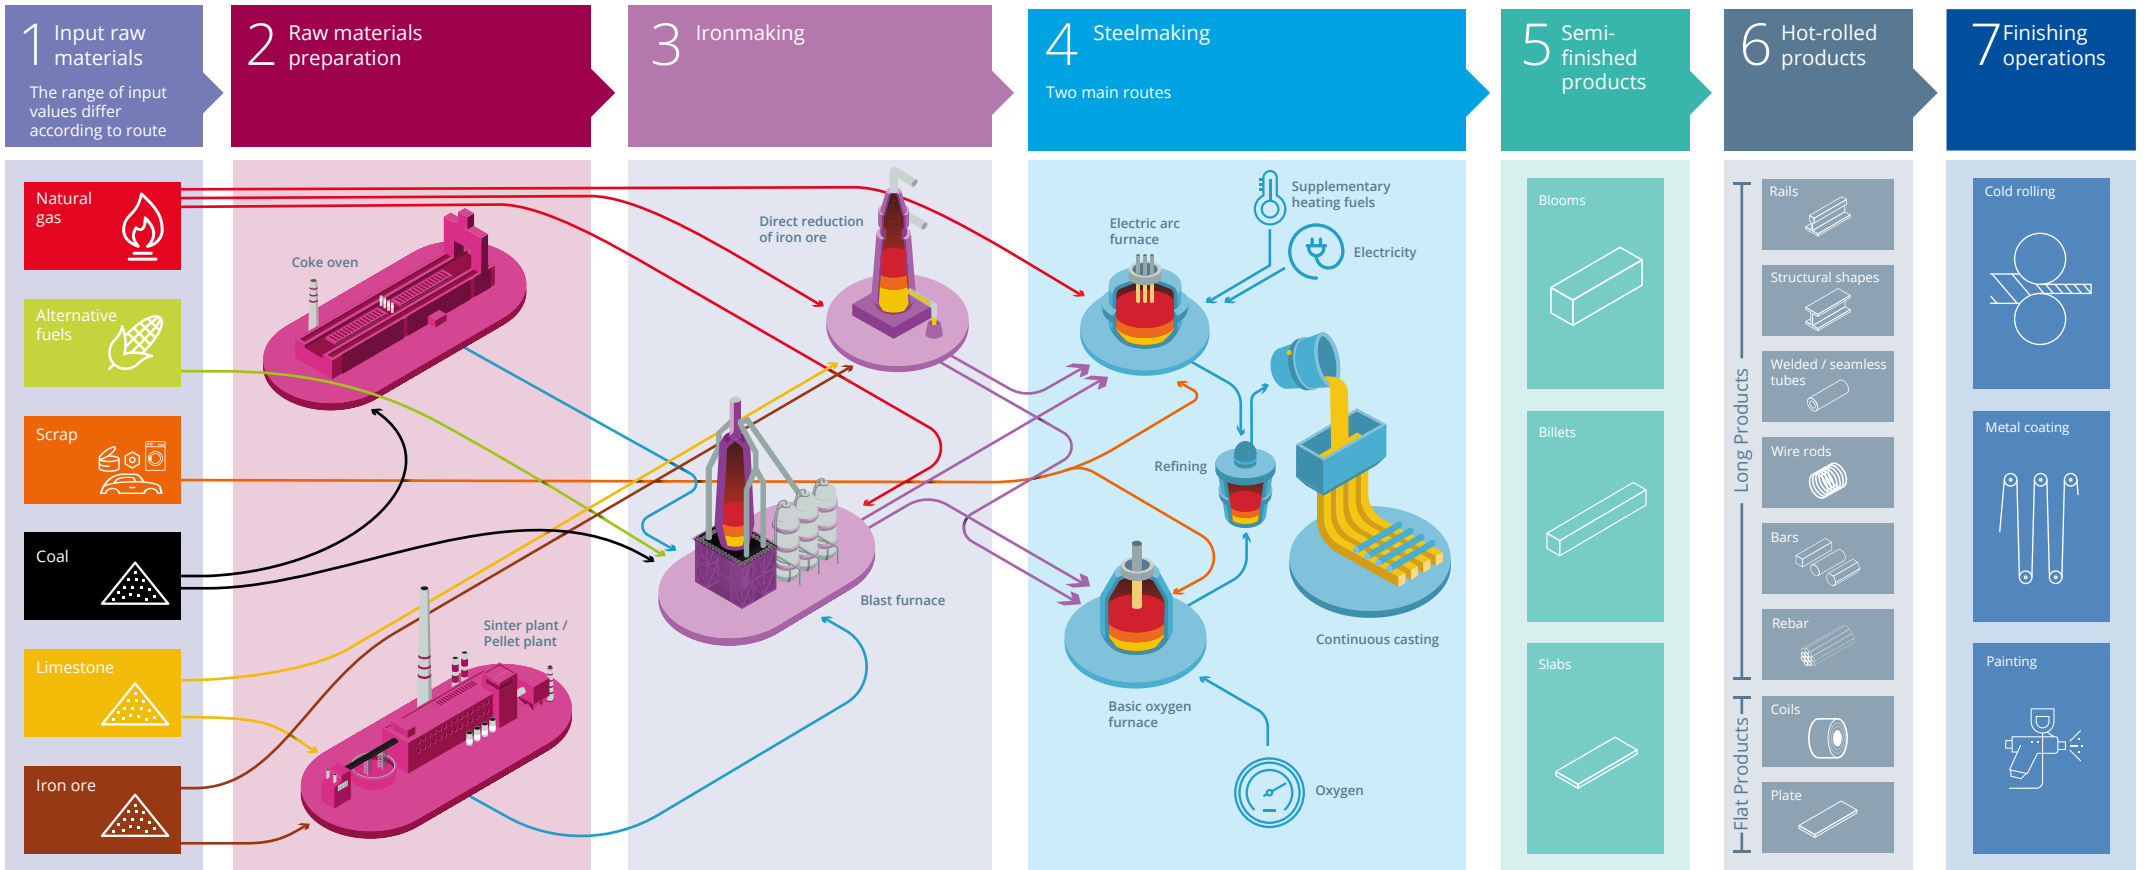 1 Input raw
materials
The range of input
values differ
according to route
2 Raw materials
preparation
3 Ironmaking
4 Steelmaking
Two main routes
5 Semi-
finished
products
6 Hot-rolled
products
7 Finishing
operations
Natural
gas
Alternative
fuels
Scrap
Coal
Limestone
Iron ore
Coke oven
Sinter plant /
Pellet plant
Direct reduction
of iron ore
Blast furnace
Electric arc
furnace
Supplementary
heating fuels
Electricity
Refining
Continuous casting
Basic oxygen
furnace
Oxygen
Blooms
Billets
Slabs
Long Products
Rails
Structural shapes
Welded / seamless
tubes
Wire rods
Bars
Rebar
Flat Products
Coils
Plate
Cold rolling
Metal coating
Painting